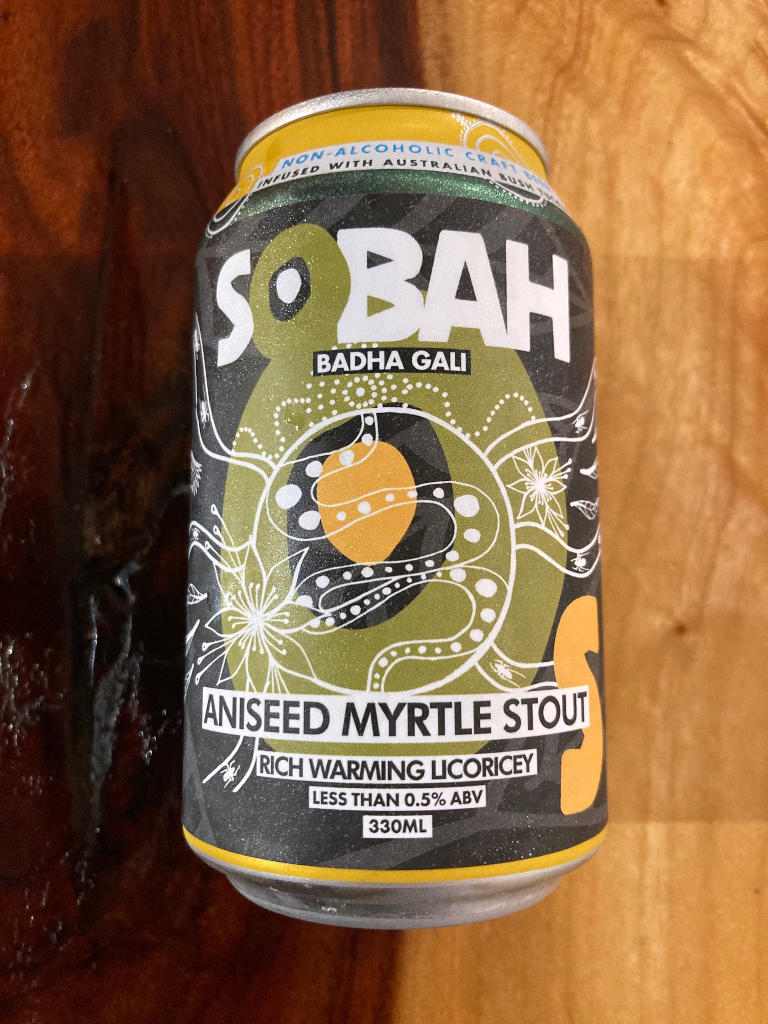 NON-ALCOHOLIC CRAFT
INFUSED WITH AUSTRALIAN BUSH
SOBAH
BADHA GALI
S
ANISEED MYRTLE STOUT
RICH WARMING LICORICEY
LESS THAN 0.5% ABV
330ML